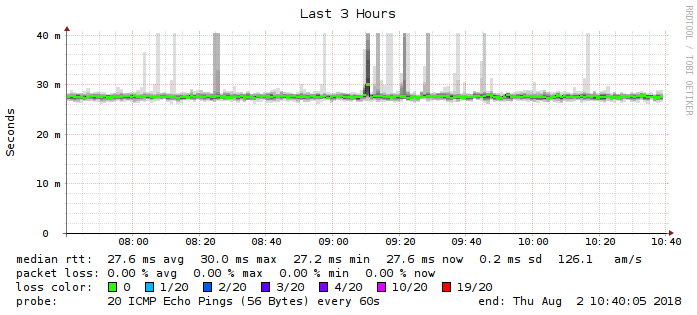 Last 3 Hours
RRDTOOL / TOBI OETIKER
Seconds
40 m
30 m
20 m
10 m
0
08:00 08:20 08:40 09:00 09:20 09:40 10:00 10:20 10:40
median rtt: 27.6 ms avg 30.0 ms max 27.2 ms min 27.6 ms now 0.2 ms sd 126.1 am/s
packet loss: 0.00 % avg 0.00 % max 0.00 % min 0.00 % now
loss color: 0 1/20 2/20 3/20 4/20 10/20 19/20
probe: 20 ICMP Echo Pings (56 Bytes) every 60s end: Thu Aug 2 10:40:05 2018